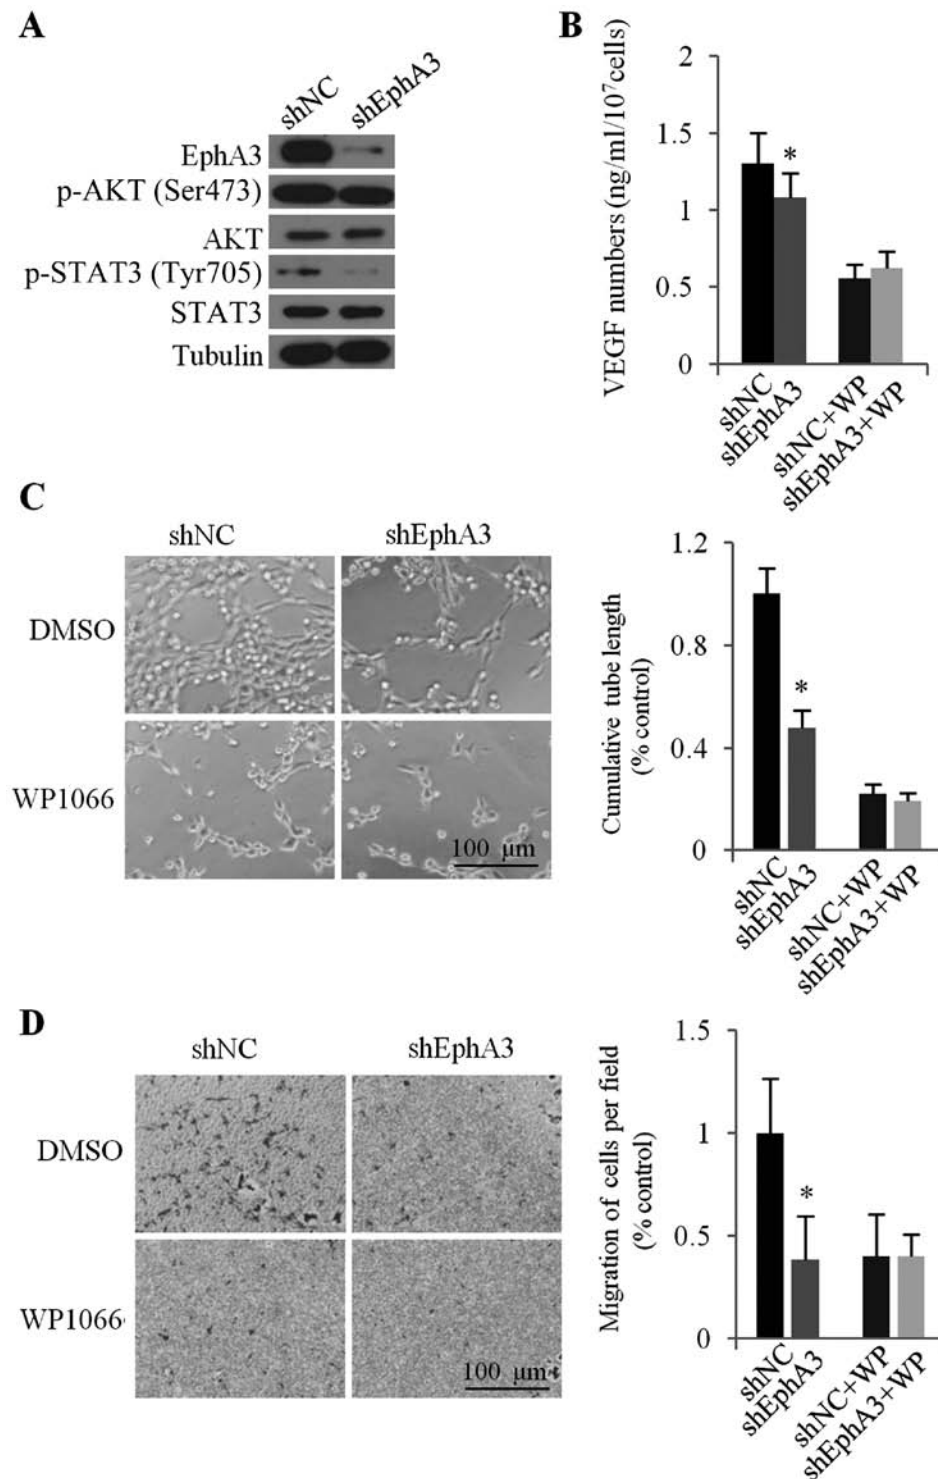 A
shNC
shEphA3
EphA3
p-AKT (Ser473)
AKT
p-STAT3 (Tyr705)
STAT3
Tubulin
B
VEGF numbers (ng/ml/10⁷cells)
2
1.5
1
0.5
0
*
shNC
shEphA3
shNC+WP
shEphA3+WP
C
shNC
shEphA3
DMSO
WP1066
100 μm
Cumulative tube length
(% control)
1.2
0.8
0.4
0
*
shNC
shEphA3
shNC+WP
shEphA3+WP
D
shNC
shEphA3
DMSO
WP1066
100 μm
Migration of cells per field
(% control)
1.5
1
0.5
0
*
shNC
shEphA3
shNC+WP
shEphA3+WP